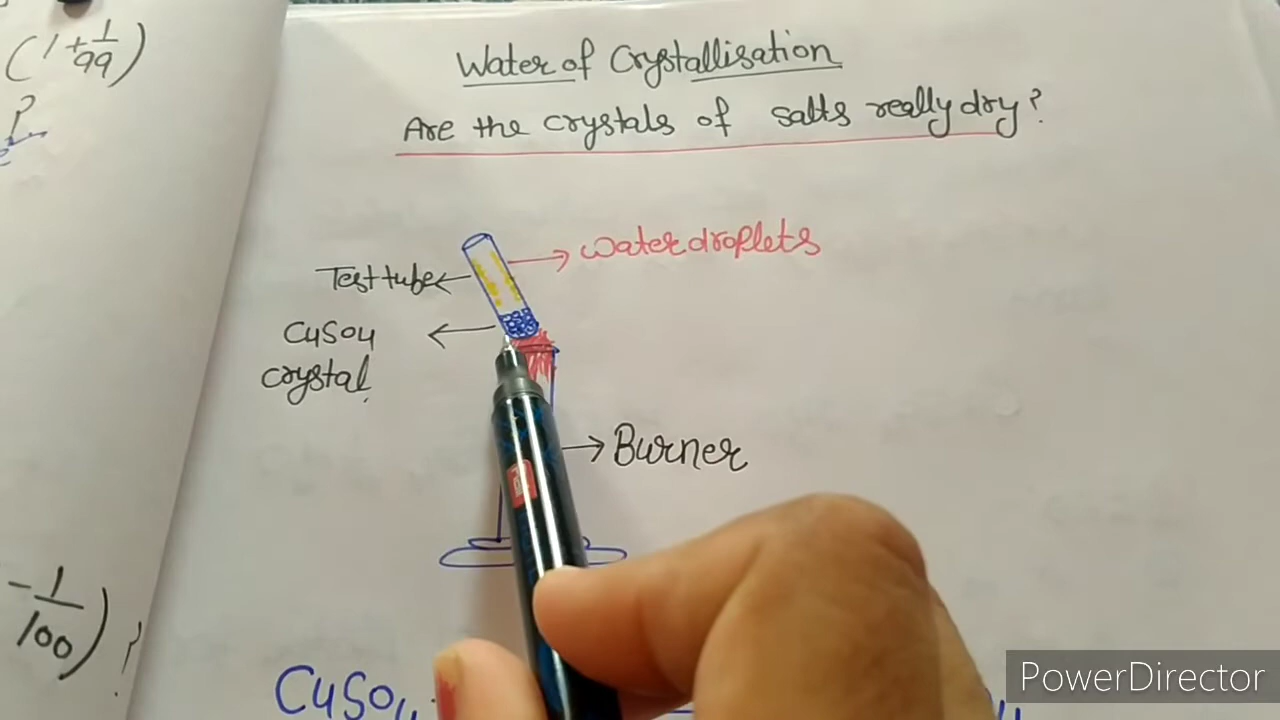 (1+1/99)
?
Water of Crystallisation
Are the crystals of salts really dry?
Water droplets
Test tube
CuSO4
crystal
Burner
-1/100)?
CuSO4
PowerDirector